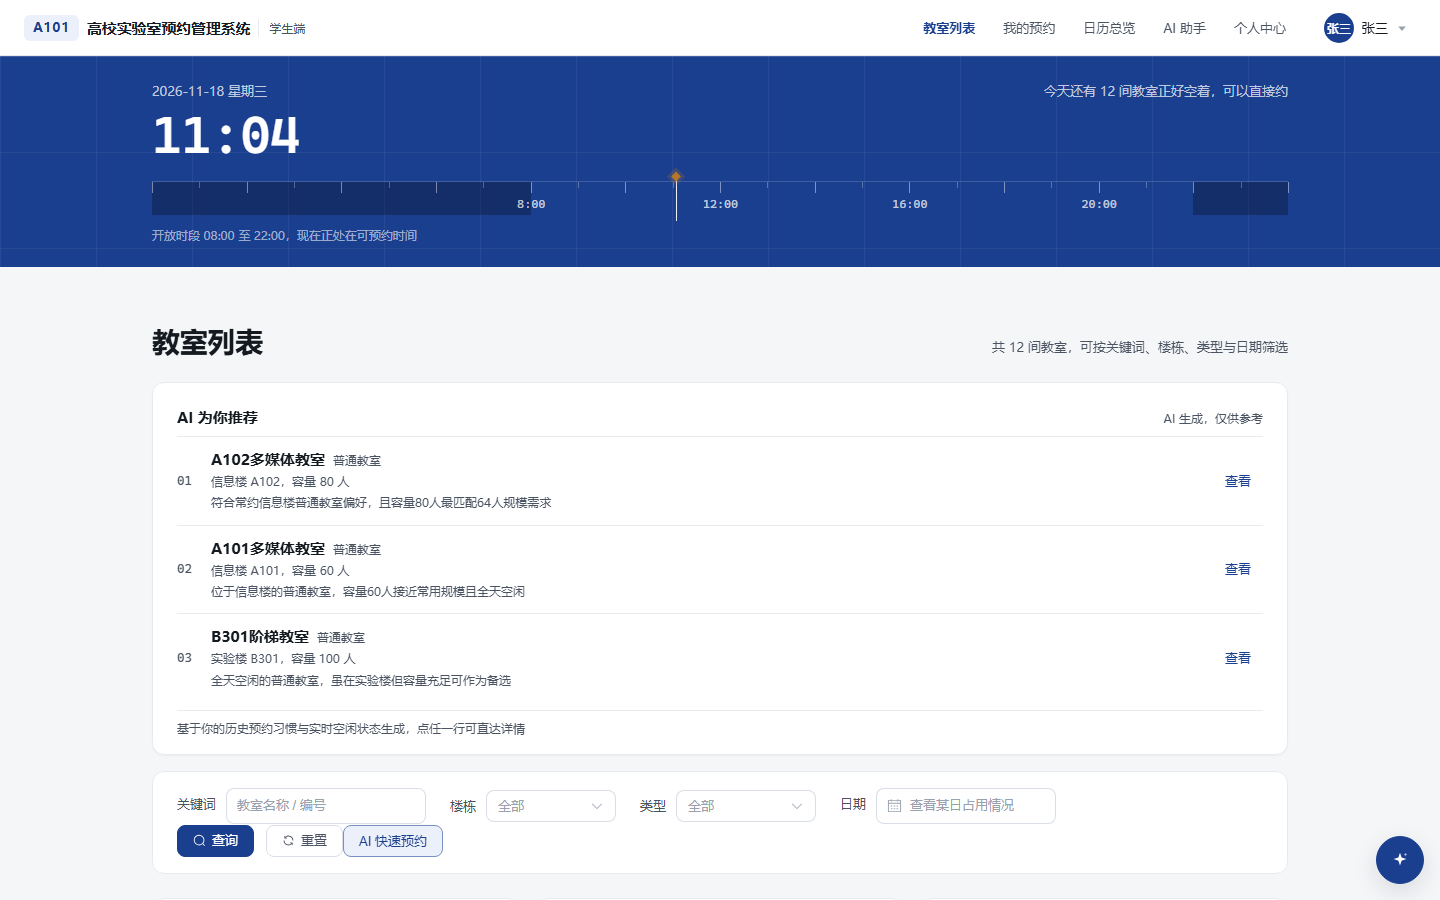 A101 高校实验室预约管理系统 学生端 教室列表 我的预约 日历总览 AI 助手 个人中心 张三 张三
2026-11-18 星期三 今天还有 12 间教室正好空着，可以直接约
11:04
8:00 12:00 16:00 20:00
开放时段 08:00 至 22:00，现在正处在可预约时间
教室列表 共 12 间教室，可按关键词、楼栋、类型与日期筛选
AI 为你推荐 AI 生成，仅供参考
A102多媒体教室 普通教室
01 信息楼 A102，容量 80 人 查看
符合常约信息楼普通教室偏好，且容量80人最匹配64人规模需求
A101多媒体教室 普通教室
02 信息楼 A101，容量 60 人 查看
位于信息楼的普通教室，容量60人接近常用规模且全天空闲
B301阶梯教室 普通教室
03 实验楼 B301，容量 100 人 查看
全天空闲的普通教室，虽在实验楼但容量充足可作为备选
基于你的历史预约习惯与实时空闲状态生成，点任一行可直达详情
关键词 教室名称 / 编号 楼栋 全部 类型 全部 日期 查看某日占用情况
查询 重置 AI 快速预约